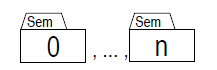 Sem Sem
0 , ... , n